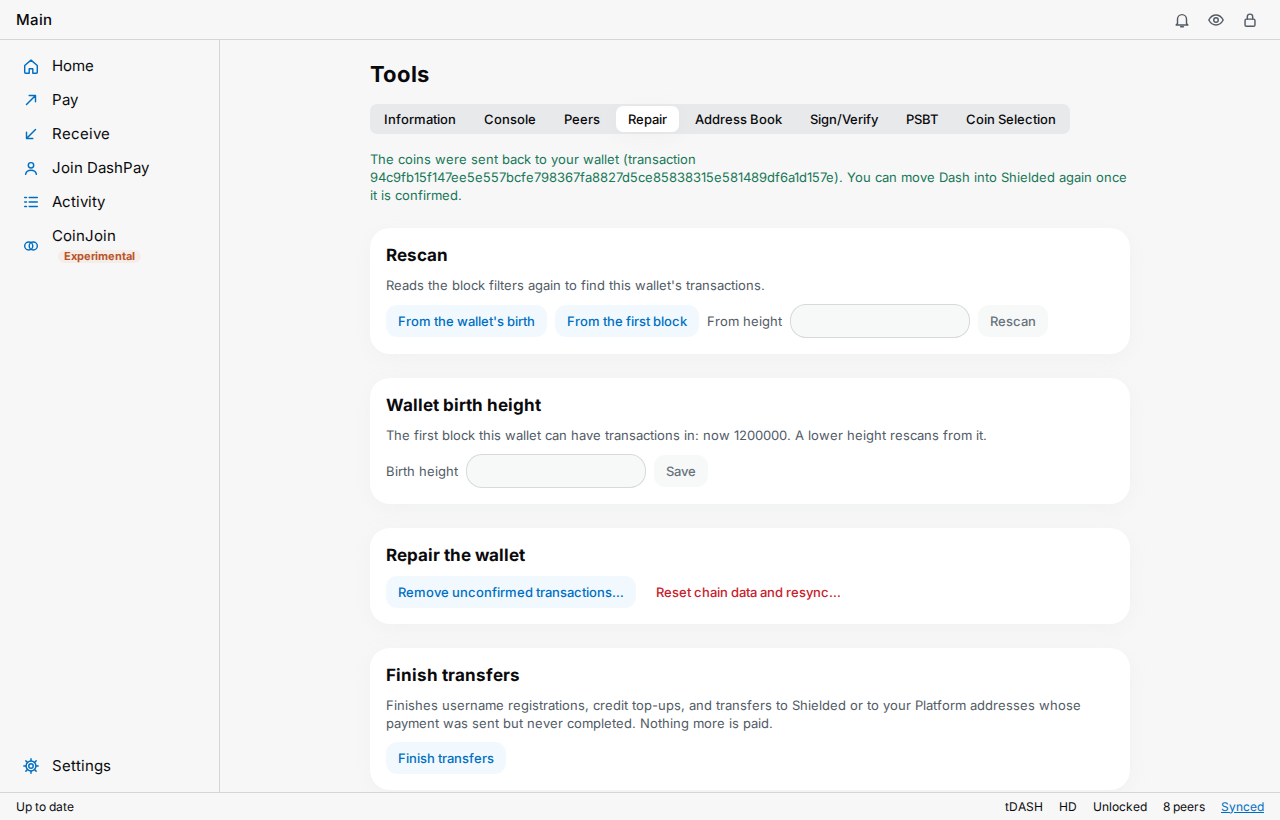 Main
Home
Pay
Receive
Join DashPay
Activity
CoinJoin
Experimental
Settings
Tools
Information Console Peers Repair Address Book Sign/Verify PSBT Coin Selection
The coins were sent back to your wallet (transaction
94c9fb15f147ee5e557bcfe798367fa8827d5ce85838315e581489df6a1d157e). You can move Dash into Shielded again once
it is confirmed.
Rescan
Reads the block filters again to find this wallet's transactions.
From the wallet's birth From the first block From height Rescan
Wallet birth height
The first block this wallet can have transactions in: now 1200000. A lower height rescans from it.
Birth height Save
Repair the wallet
Remove unconfirmed transactions... Reset chain data and resync...
Finish transfers
Finishes username registrations, credit top-ups, and transfers to Shielded or to your Platform addresses whose
payment was sent but never completed. Nothing more is paid.
Finish transfers
Up to date tDASH HD Unlocked 8 peers Synced